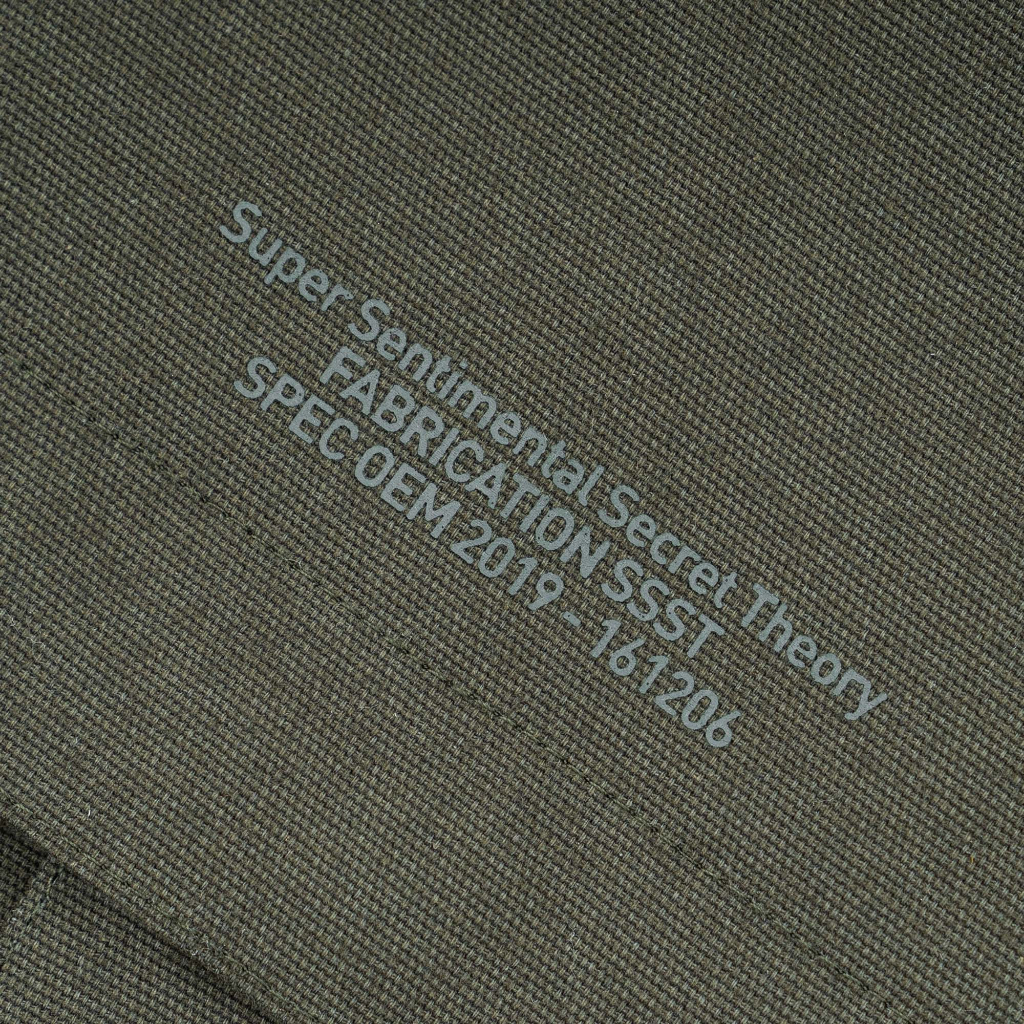 Super Sentimental Secret Theory
FABRICATION SSST
SPEC OEM 2019 - 161206